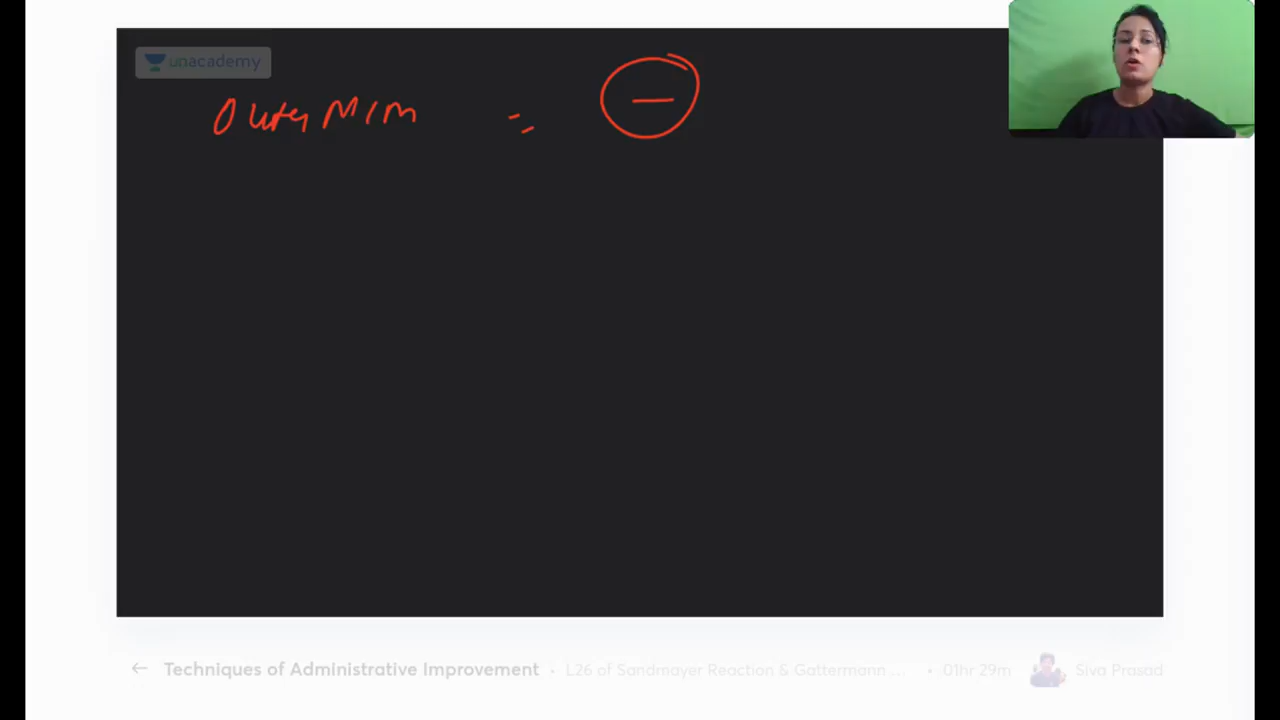 unacademy
Outer M/M = -
Techniques of Administrative Improvement • L26 of Sandmayer Reaction & Gattermann ... • 01hr 29m Siva Prasad